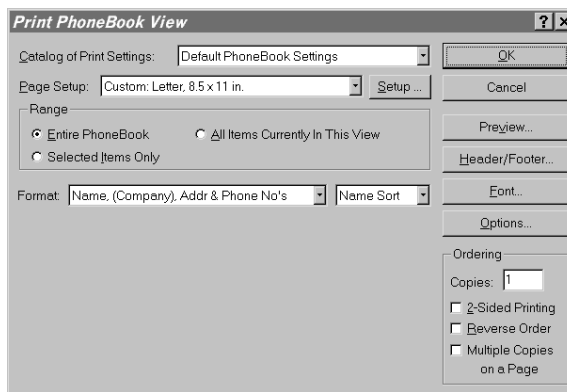 Print PhoneBook View
Catalog of Print Settings: Default PhoneBook Settings
Page Setup: Custom: Letter, 8.5 x 11 in. Setup ...
Range
Entire PhoneBook All Items Currently In This View
Selected Items Only
Format: Name, (Company), Addr & Phone No's Name Sort
OK
Cancel
Preview...
Header/Footer...
Font...
Options...
Ordering
Copies: 1
2-Sided Printing
Reverse Order
Multiple Copies
on a Page